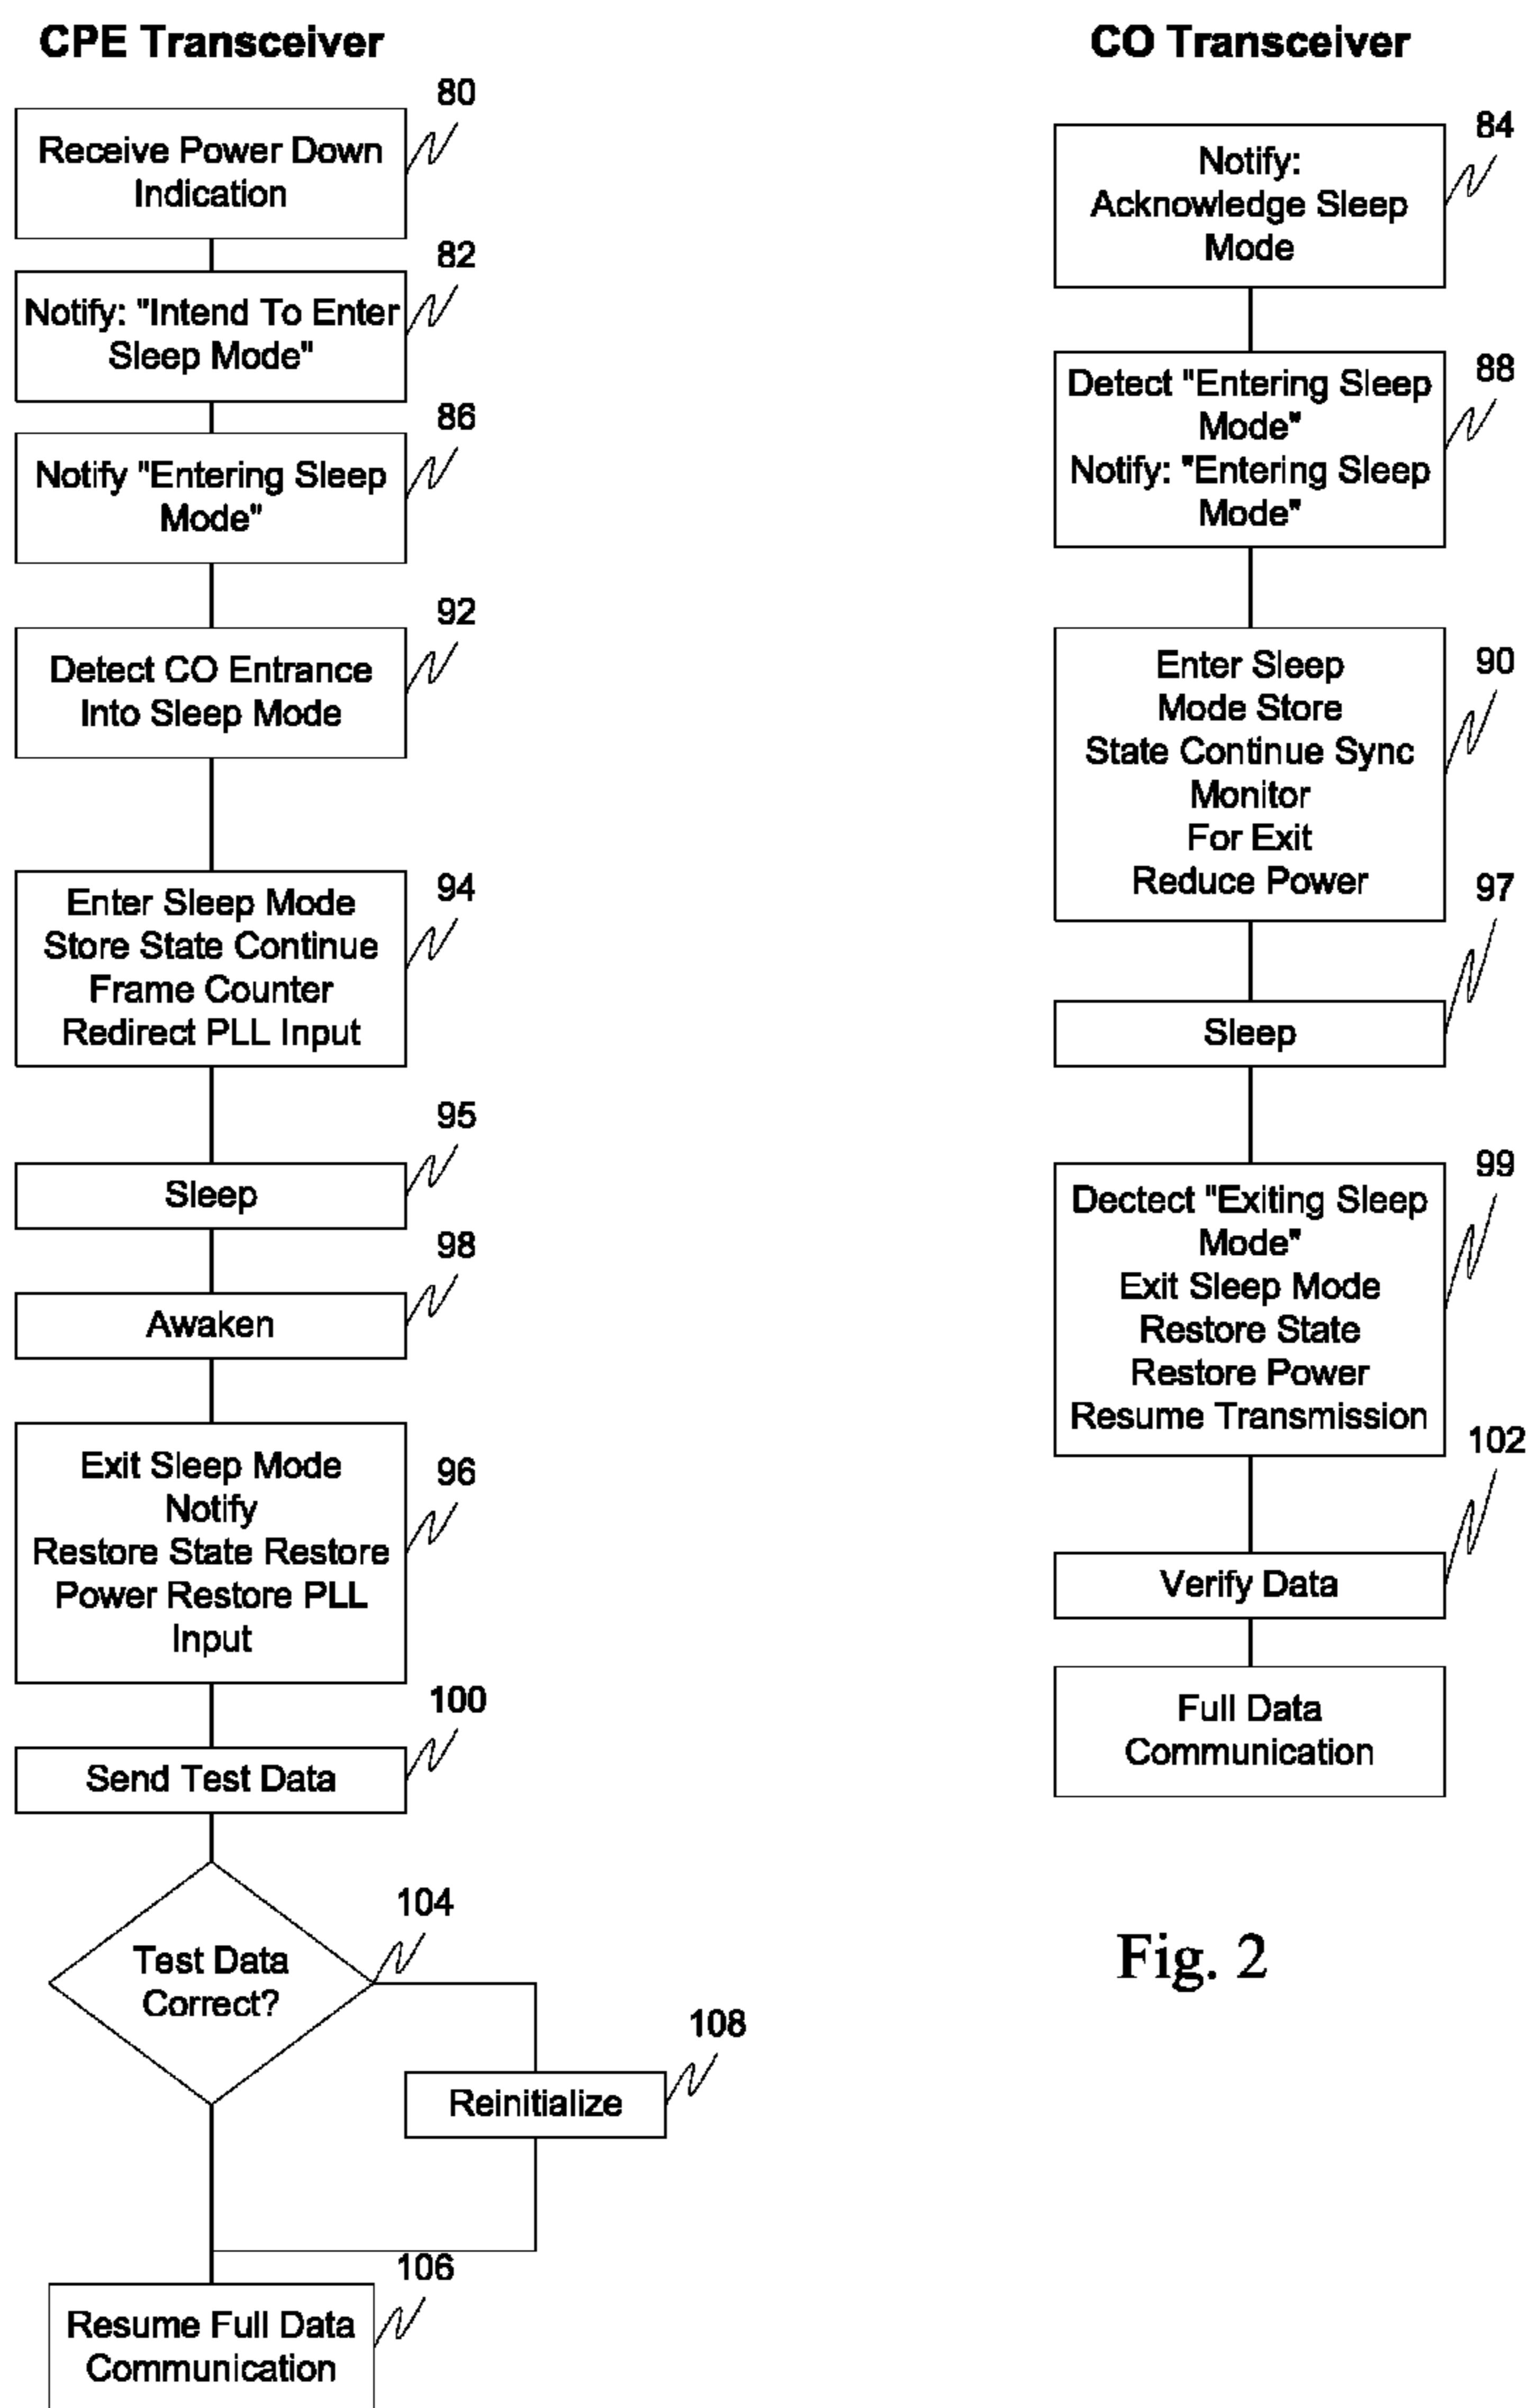 CPE Transceiver
80
Receive Power Down
Indication
82
Notify: "Intend To Enter
Sleep Mode"
86
Notify "Entering Sleep
Mode"
92
Detect CO Entrance
Into Sleep Mode
94
Enter Sleep Mode
Store State Continue
Frame Counter
Redirect PLL Input
95
Sleep
98
Awaken
96
Exit Sleep Mode
Notify
Restore State Restore
Power Restore PLL
Input
100
Send Test Data
104
Test Data
Correct?
108
Reinitialize
106
Resume Full Data
Communication
CO Transceiver
84
Notify:
Acknowledge Sleep
Mode
88
Detect "Entering Sleep
Mode"
Notify: "Entering Sleep
Mode"
90
Enter Sleep
Mode Store
State Continue Sync
Monitor
For Exit
Reduce Power
97
Sleep
99
Dectect "Exiting Sleep
Mode"
Exit Sleep Mode
Restore State
Restore Power
Resume Transmission
102
Verify Data
Full Data
Communication
Fig. 2